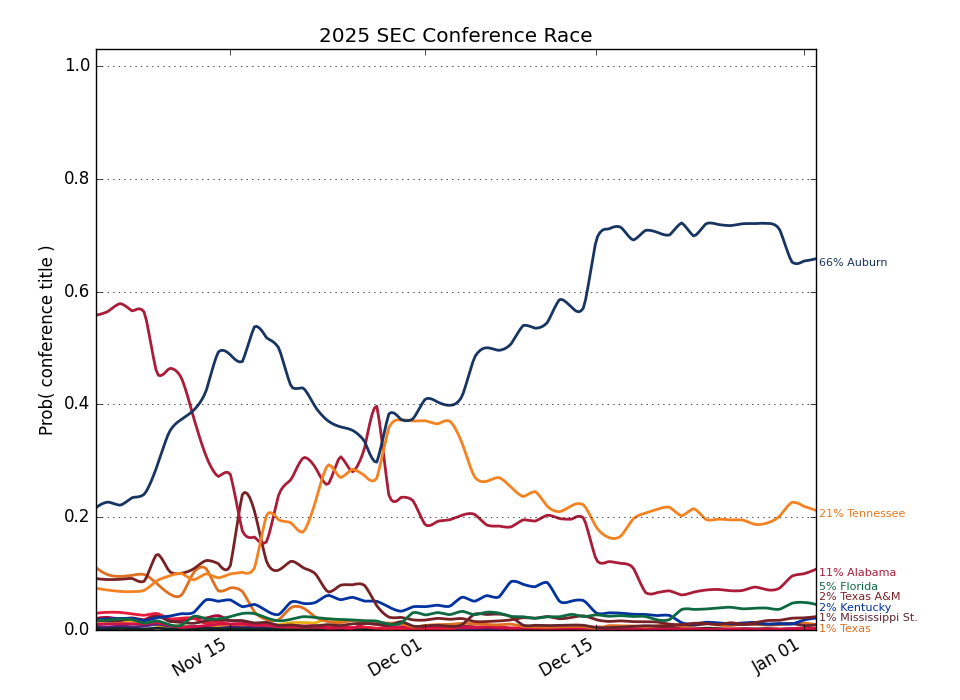 2025 SEC Conference Race
Prob( conference title )
1.0
0.8
0.6
0.4
0.2
0.0
Nov 15
Dec 01
Dec 15
Jan 01
66% Auburn
21% Tennessee
11% Alabama
5% Florida
2% Texas A&M
2% Kentucky
1% Mississippi St.
1% Texas